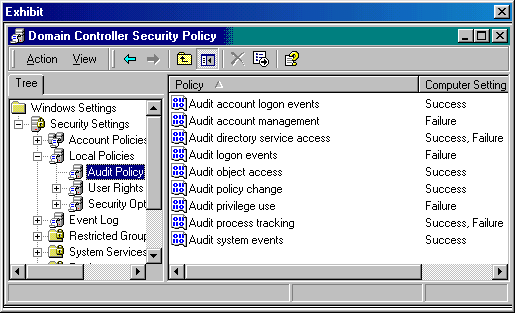 Exhibit
Domain Controller Security Policy
Action View
Tree
Policy Computer Setting
Windows Settings
Security Settings
Account Policies
Local Policies
Audit Policy
User Rights
Security Opt
Event Log
Restricted Group
System Services
Audit account logon events Success
Audit account management Failure
Audit directory service access Success, Failure
Audit logon events Failure
Audit object access Success
Audit policy change Success
Audit privilege use Failure
Audit process tracking Success, Failure
Audit system events Success